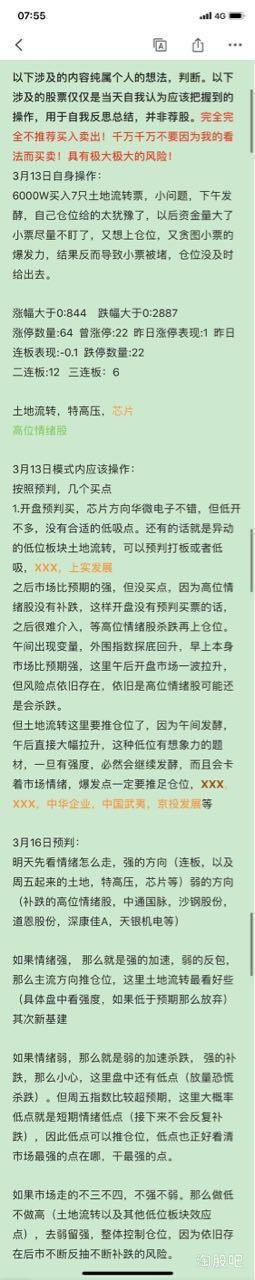 07:55
4G
以下涉及的内容纯属个人的想法，判断。以下
涉及的股票仅仅是当天自我认为应该把握到的
操作，用于自我反思总结，并非荐股。完全完
全不推荐买入卖出！千万千万不要因为我的看
法而买卖！具有极大极大的风险！
3月13日自身操作：
6000W买入7只土地流转票，小问题，下午发
酵，自己仓位给的太犹豫了，以后资金量大了
小票尽量不盯了，又想上仓位，又贪图小票的
爆发力，结果反而导致小票被堵，仓位没及时
给出去。
涨幅大于0:844 跌幅大于0:2887
涨停数量:64 曾涨停:22 昨日涨停表现:1 昨日
连板表现:-0.1 跌停数量:22
二连板:12 三连板：6
土地流转，特高压，芯片
高位情绪股
3月13日模式内应该操作：
按照预判，几个买点
1.开盘预判买，芯片方向华微电子不错，但低开
不多，没有合适的低吸点。还有的话就是异动
的低位板块土地流转，可以预判打板或者低
吸，XXX，上实发展
之后市场比预期的强，但没买点，因为高位情
绪股没有补跌，这样开盘没有预判买票的话，
之后很难介入，等高位情绪股杀跌再上仓位。
午间出现变量，外围指数探底回升，早上本身
市场比预期强，这里午后开盘市场一波拉升，
但风险点依旧存在，依旧是高位情绪股可能还
是会杀跌。
但土地流转这里要推仓位了，因为午间发酵，
午后直接大幅拉升，这种低位有想象力的题
材，一旦有强度，必然会继续发酵，而且会卡
着市场情绪，爆发点一定要推足仓位，XXX，
XXX，中华企业，中国武夷，京投发展等
3月16日预判：
明天先看情绪怎么走，强的方向（连板，以及
周五起来的土地，特高压，芯片等）弱的方向
（补跌的高位情绪股，中通国脉，沙钢股份，
道恩股份，深康佳A，天银机电等）
如果情绪强， 那么就是强的加速，弱的反包，
那么主流方向推仓位，这里土地流转最看好些
（具体盘中看强度，如果低于预期那么放弃）
其次新基建
如果情绪弱，那么就是弱的加速杀跌， 强的补
跌，那么小心，这里盘中还有低点（放量恐慌
杀跌）。但周五指数比较超预期，这里大概率
低点就是短期情绪低点（接下来不会反复补
跌），因此低点可以推仓位，低点也正好看清
市场最强的点在哪，干最强的点。
如果市场走的不三不四，不强不弱。那么做低
不做高（土地流转以及其他低位板块效应
点），去弱留强，整体控制仓位，因为依旧存
在后市不断反抽不断补跌的风险。
淘股吧